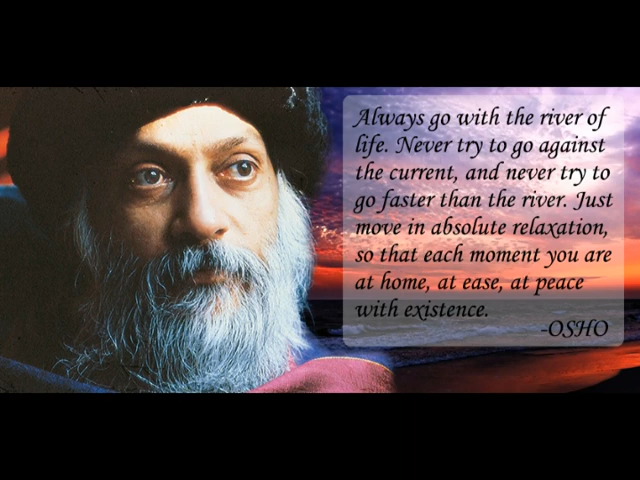 Always go with the river of
life. Never try to go against
the current, and never try to
go faster than the river. Just
move in absolute relaxation,
so that each moment you are
at home, at ease, at peace
with existence.
-OSHO